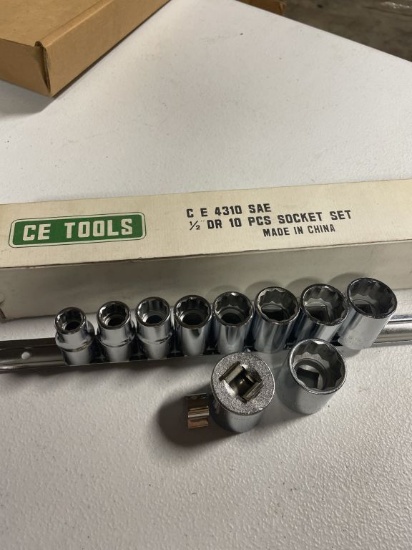 CE TOOLS
C E 4310 SAE
½" DR 10 PCS SOCKET SET
MADE IN CHINA